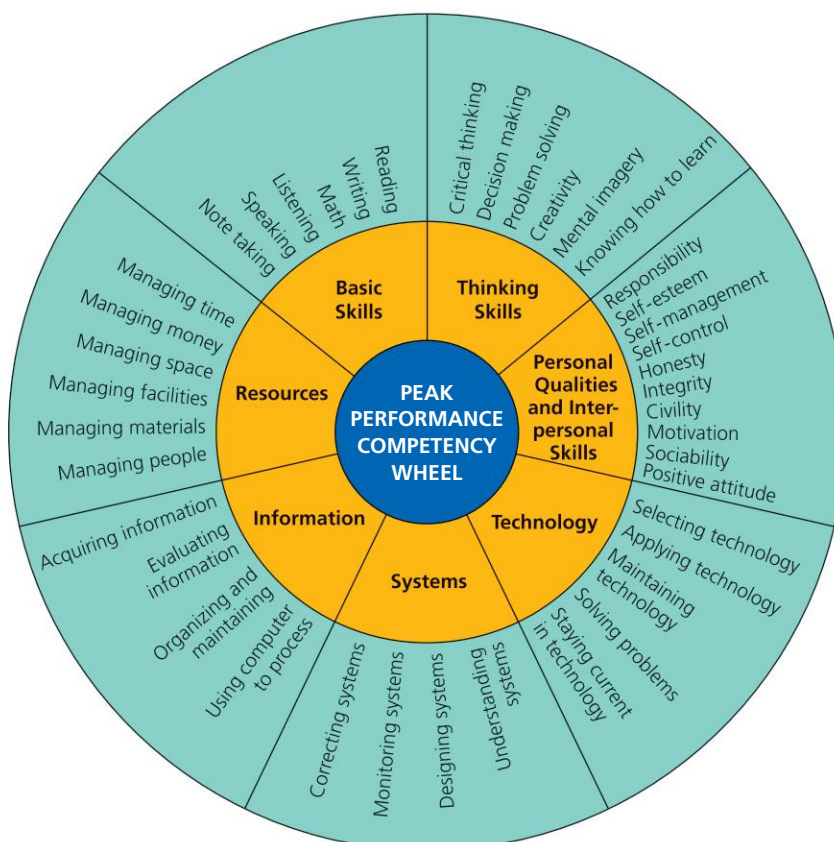 PEAK
PERFORMANCE
COMPETENCY
WHEEL
Basic
Skills
Note taking
Speaking
Listening
Math
Writing
Reading
Thinking
Skills
Critical thinking
Decision making
Problem solving
Creativity
Mental imagery
Knowing how to learn
Personal
Qualities
and Inter-
personal
Skills
Responsibility
Self-esteem
Self-management
Self-control
Honesty
Integrity
Civility
Motivation
Sociability
Positive attitude
Technology
Selecting technology
Applying technology
Maintaining
technology
Solving problems
Staying current
in technology
Systems
Understanding
systems
Designing systems
Monitoring systems
Correcting systems
Information
Acquiring information
Evaluating
information
Organizing and
maintaining
Using computer
to process
Resources
Managing time
Managing money
Managing space
Managing facilities
Managing materials
Managing people